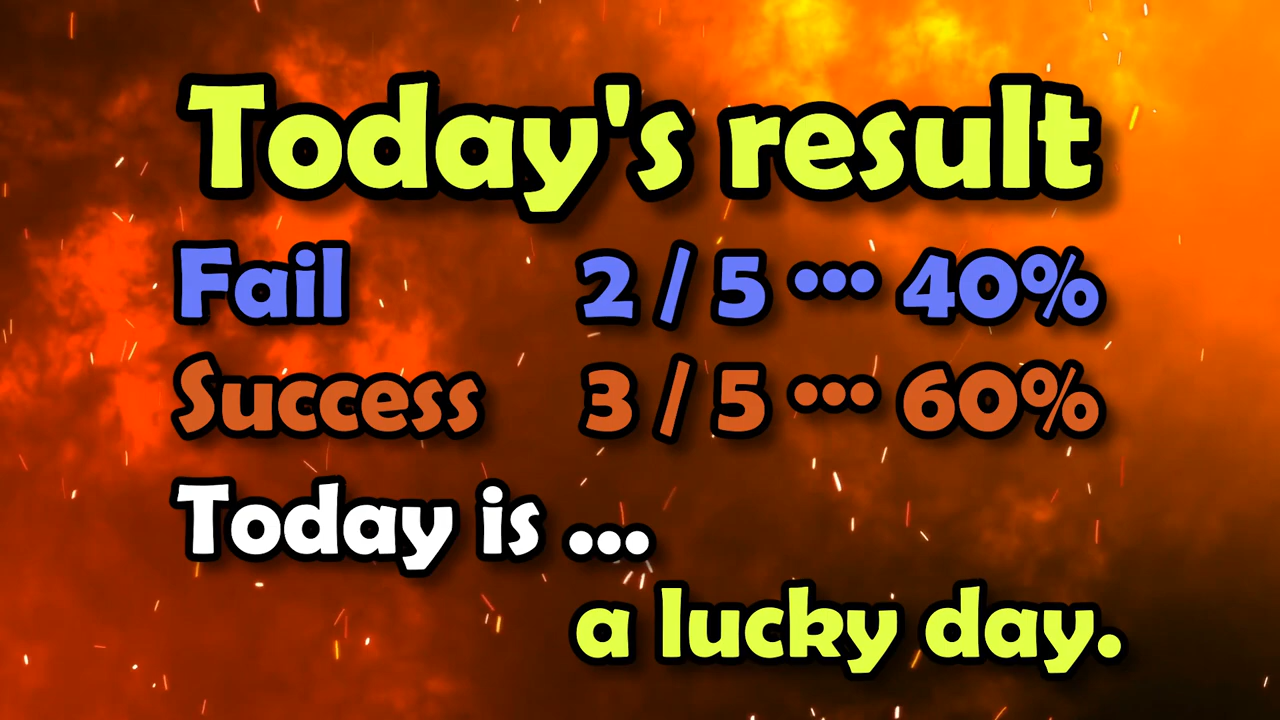 Today's result
Fail 2 / 5 ··· 40%
Success 3 / 5 ··· 60%
Today is ...
a lucky day.